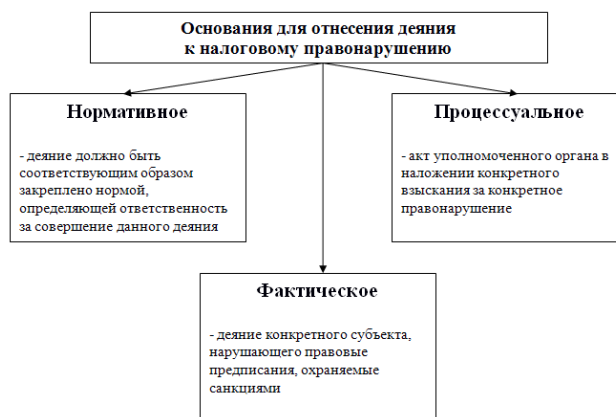 Основания для отнесения деяния
к налоговому правонарушению
Нормативное
- деяние должно быть
соответствующим образом
закреплено нормой,
определяющей ответственность
за совершение данного деяния
Процессуальное
- акт уполномоченного органа в
наложении конкретного
взыскания за конкретное
правонарушение
Фактическое
- деяние конкретного субъекта,
нарушающего правовые
предписания, охраняемые
санкциями